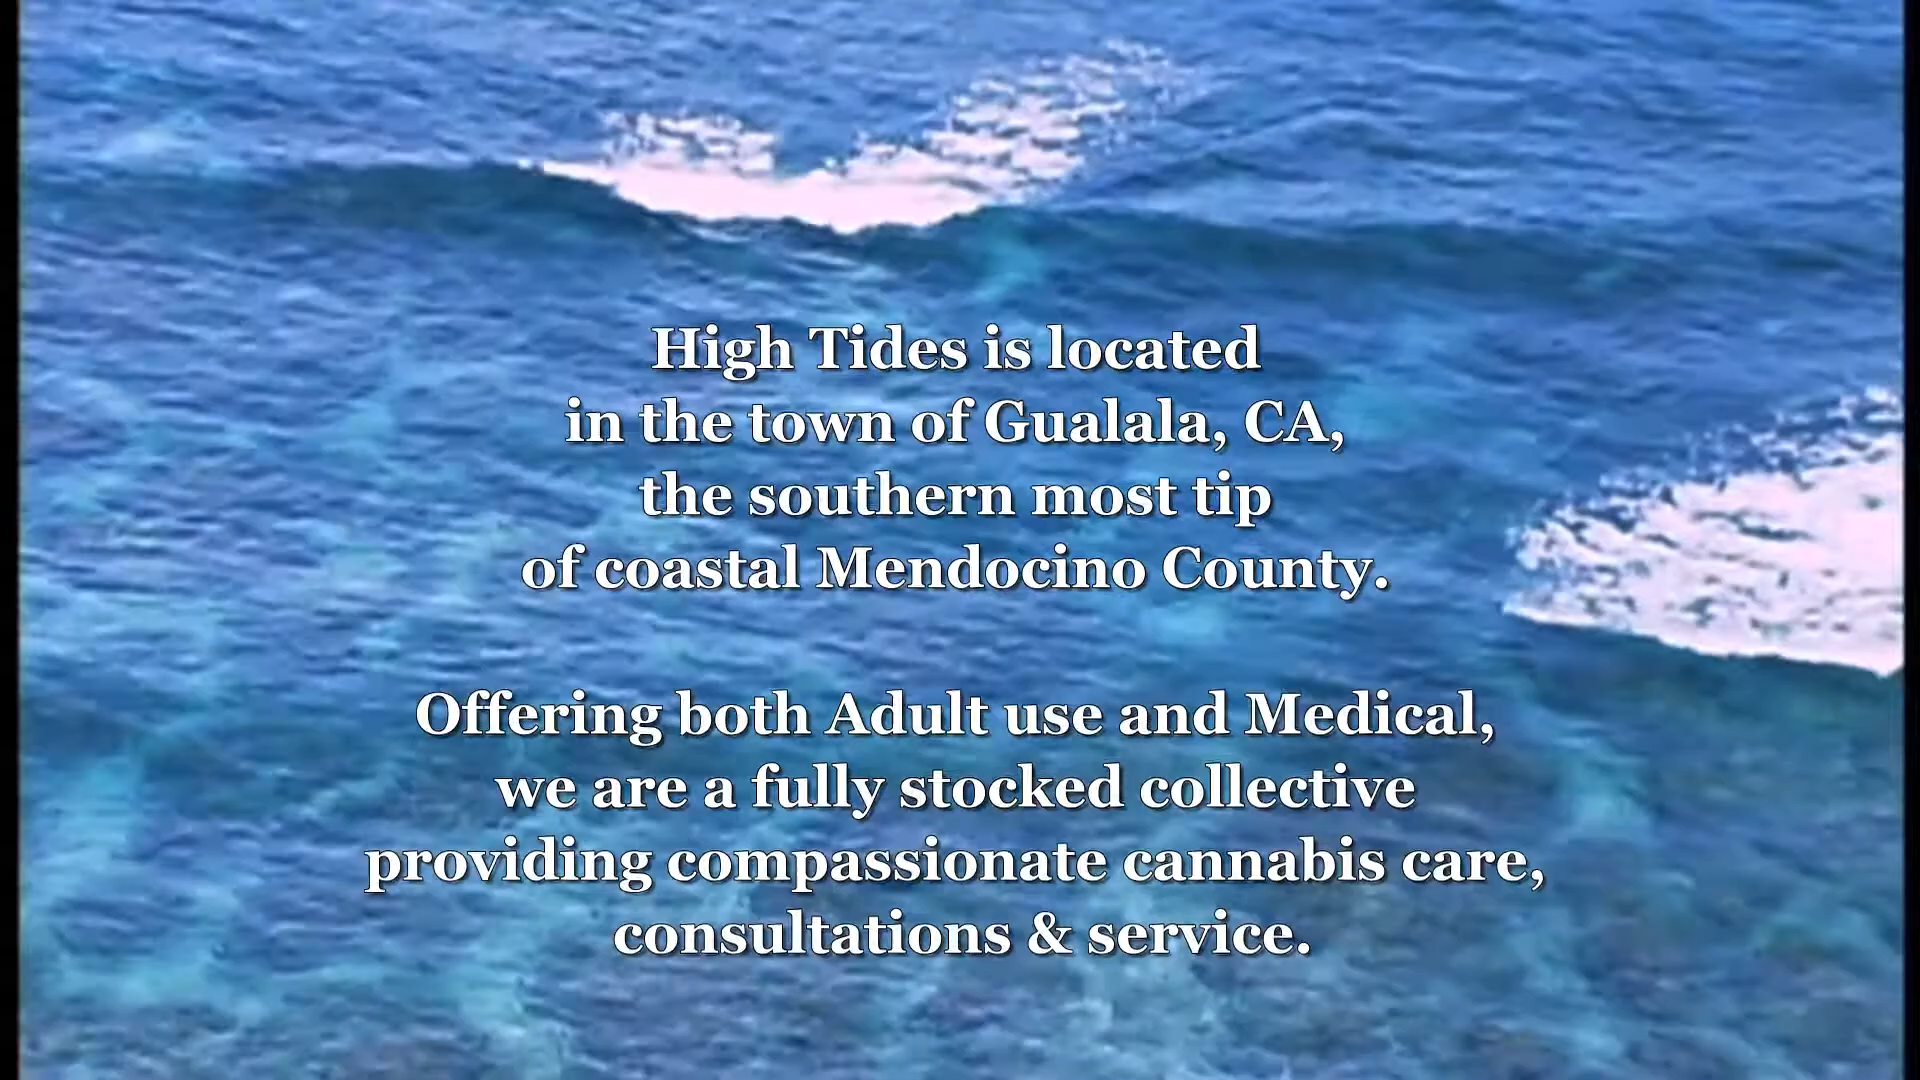 High Tides is located
in the town of Gualala, CA,
the southern most tip
of coastal Mendocino County.
Offering both Adult use and Medical,
we are a fully stocked collective
providing compassionate cannabis care,
consultations & service.